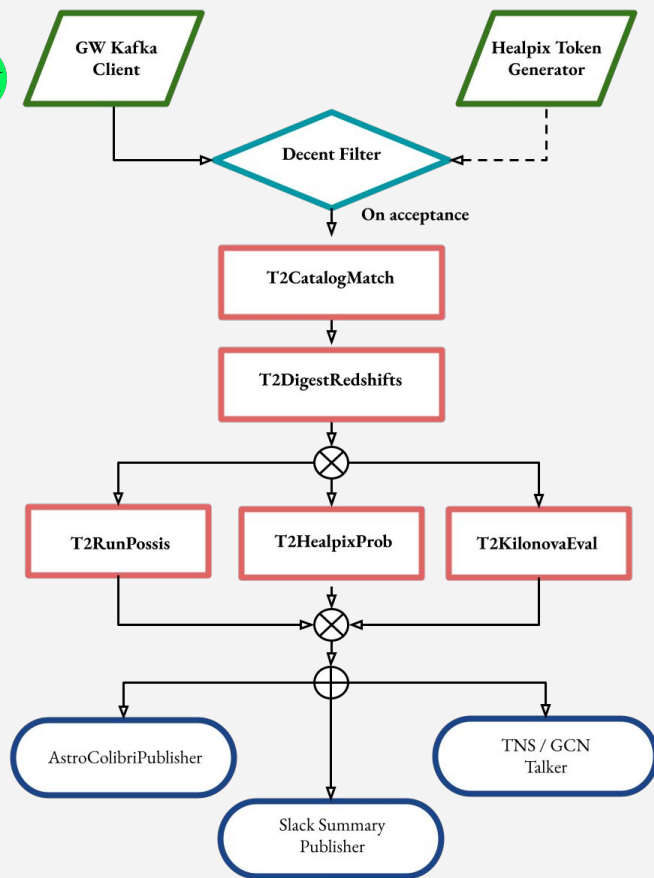 GW Kafka
Client
Healpix Token
Generator
Decent Filter
On acceptance
T2CatalogMatch
T2DigestRedshifts
T2RunPossis
T2HealpixProb
T2KilonovaEval
AstroColibriPublisher
TNS / GCN
Talker
Slack Summary
Publisher